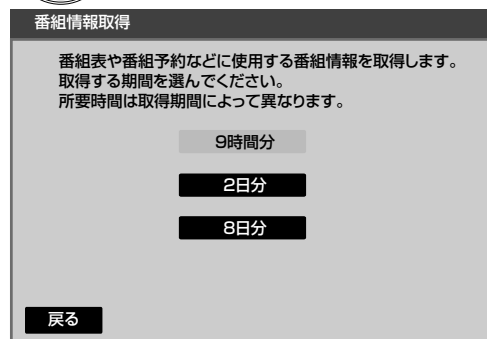 番組情報取得
番組表や番組予約などに使用する番組情報を取得します。
取得する期間を選んでください。
所要時間は取得期間によって異なります。
9時間分
2日分
8日分
戻る